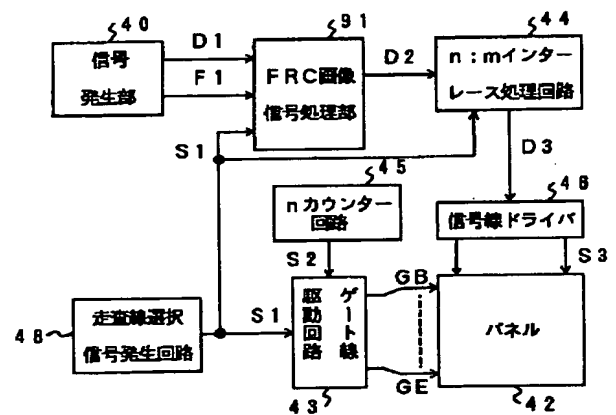 40
信号
発生部
D1
F1
91
FRC画像
信号処理部
D2
44
n:mインター
レース処理回路
S1
D3
45
nカウンター
回路
46
信号線ドライバ
S2
S3
48
走査線選択
信号発生回路
S1
ゲート線
駆動回路
43
GB
GE
パネル
42